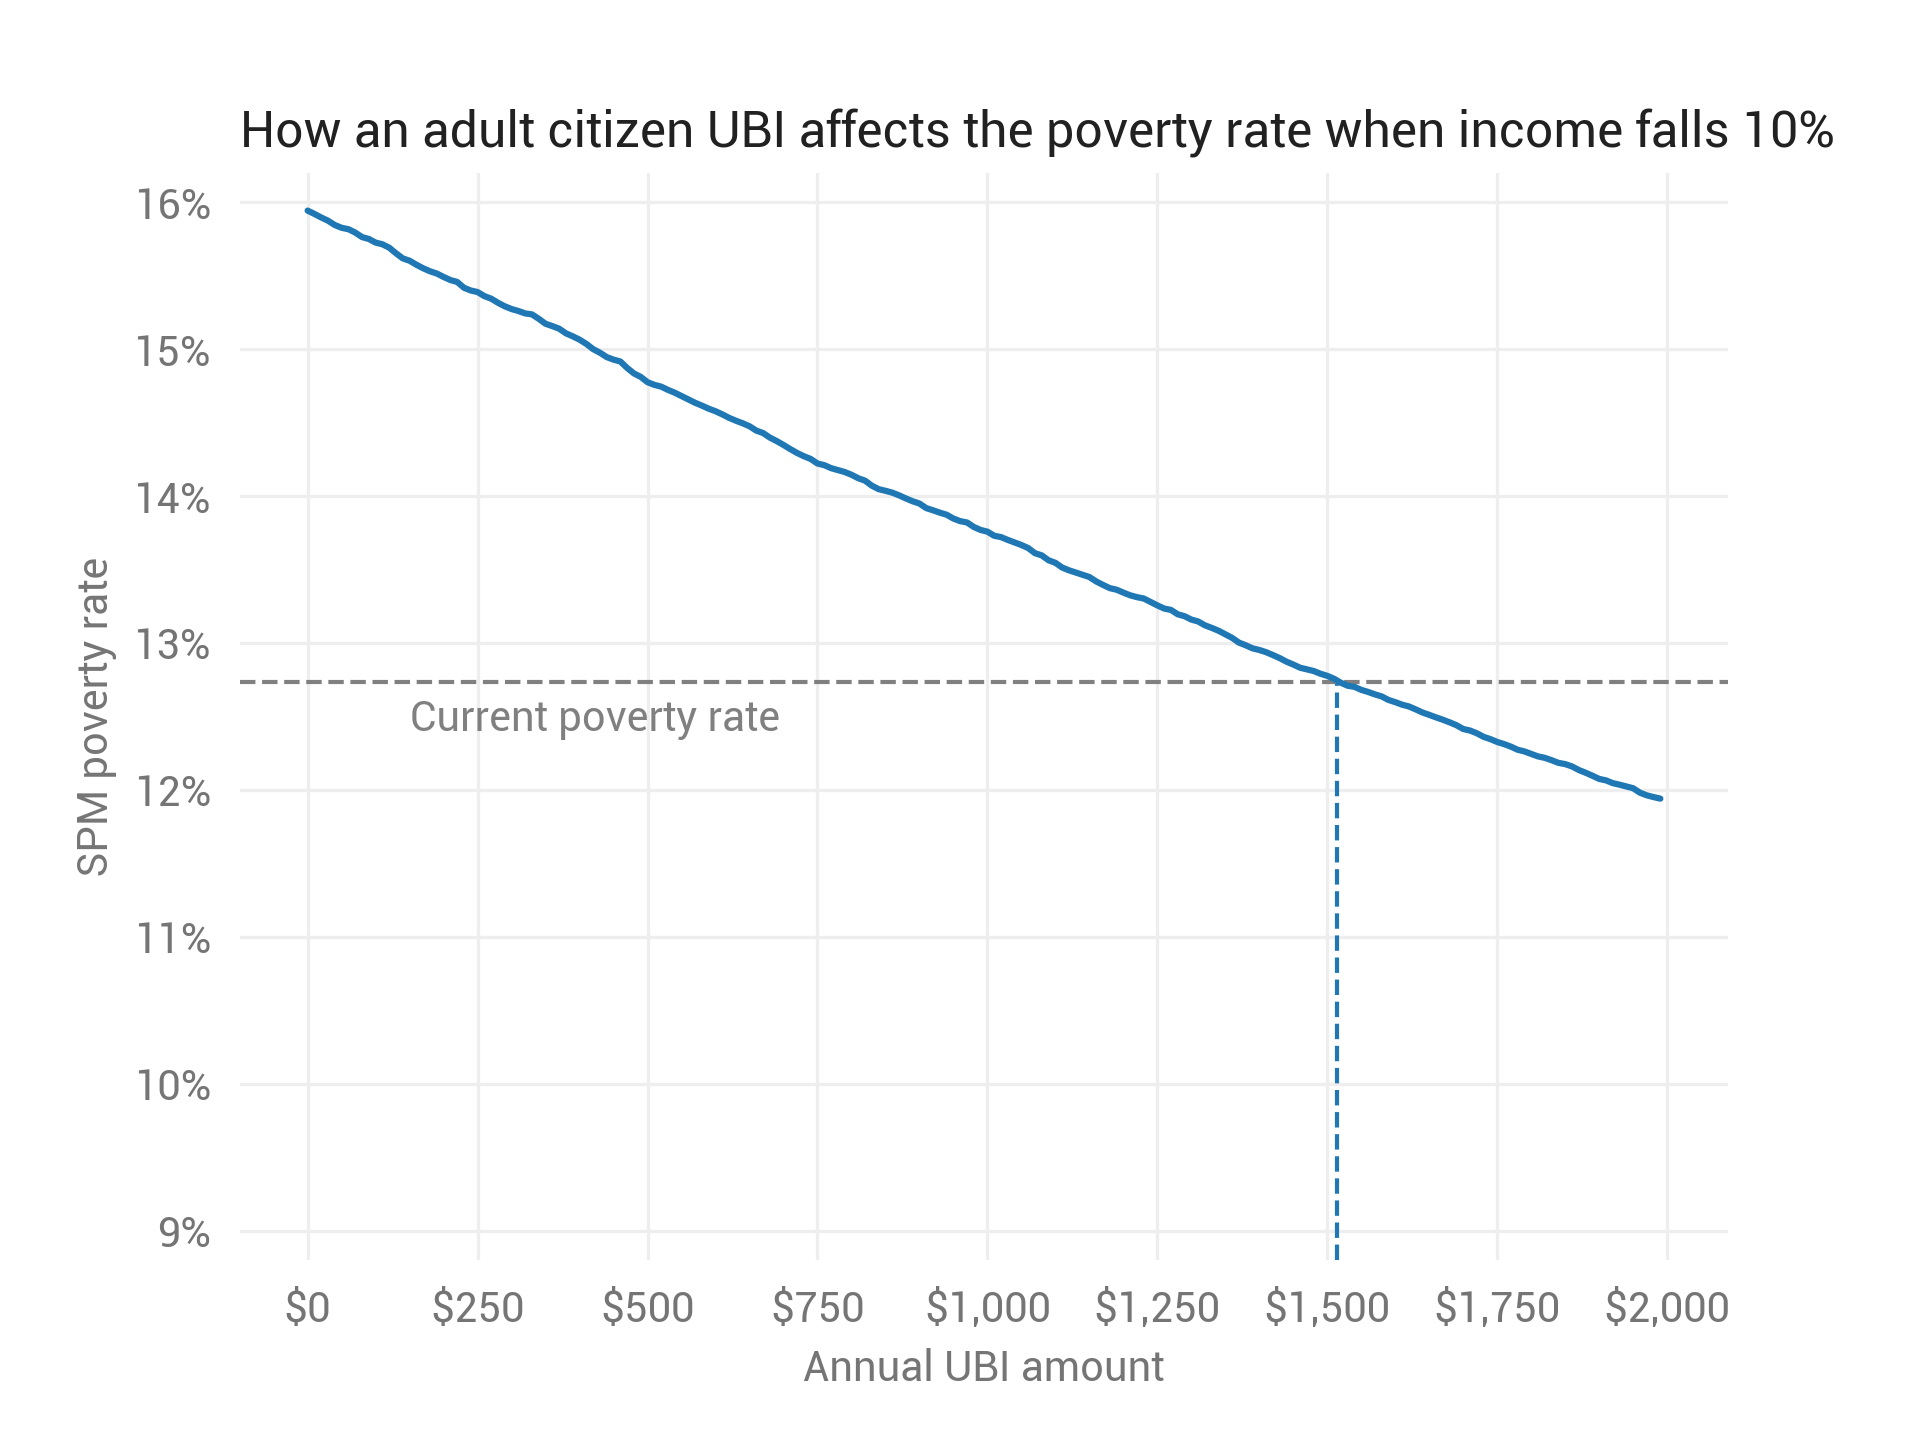 How an adult citizen UBI affects the poverty rate when income falls 10%
16%
15%
14%
13%
12%
11%
10%
9%
SPM poverty rate
Current poverty rate
$0 $250 $500 $750 $1,000 $1,250 $1,500 $1,750 $2,000
Annual UBI amount